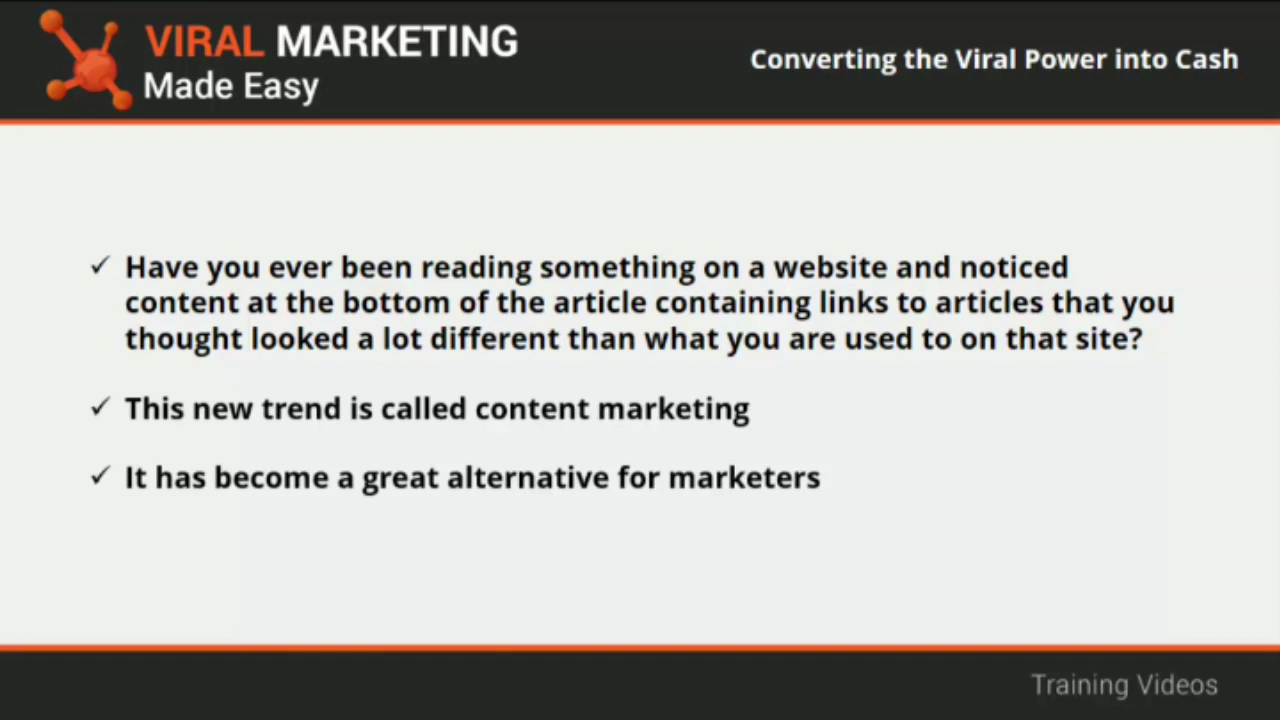 VIRAL MARKETING
Made Easy
Converting the Viral Power into Cash
✓ Have you ever been reading something on a website and noticed
content at the bottom of the article containing links to articles that you
thought looked a lot different than what you are used to on that site?
✓ This new trend is called content marketing
✓ It has become a great alternative for marketers
Training Videos